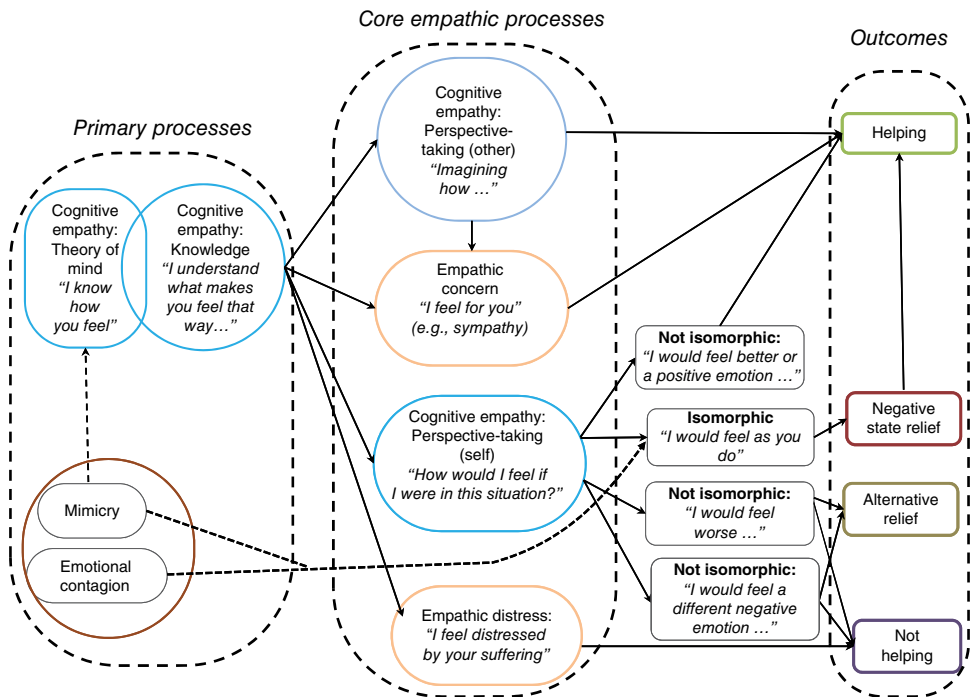 Core empathic processes
Outcomes
Primary processes
Cognitive
empathy:
Theory of
mind
“I know
how
you feel”
Cognitive
empathy:
Knowledge
“I understand
what makes
you feel that
way…”
Mimicry
Emotional
contagion
Cognitive
empathy:
Perspective-
taking (other)
“Imagining
how …”
Empathic
concern
“I feel for you”
(e.g., sympathy)
Cognitive empathy:
Perspective-taking
(self)
“How would I feel if
I were in this situation?”
Empathic distress:
“I feel distressed
by your suffering”
Not isomorphic:
“I would feel better or
a positive emotion …”
Isomorphic
“I would feel as you
do”
Not isomorphic:
“I would feel
worse …”
Not isomorphic:
“I would feel a
different negative
emotion …”
Helping
Negative
state relief
Alternative
relief
Not
helping